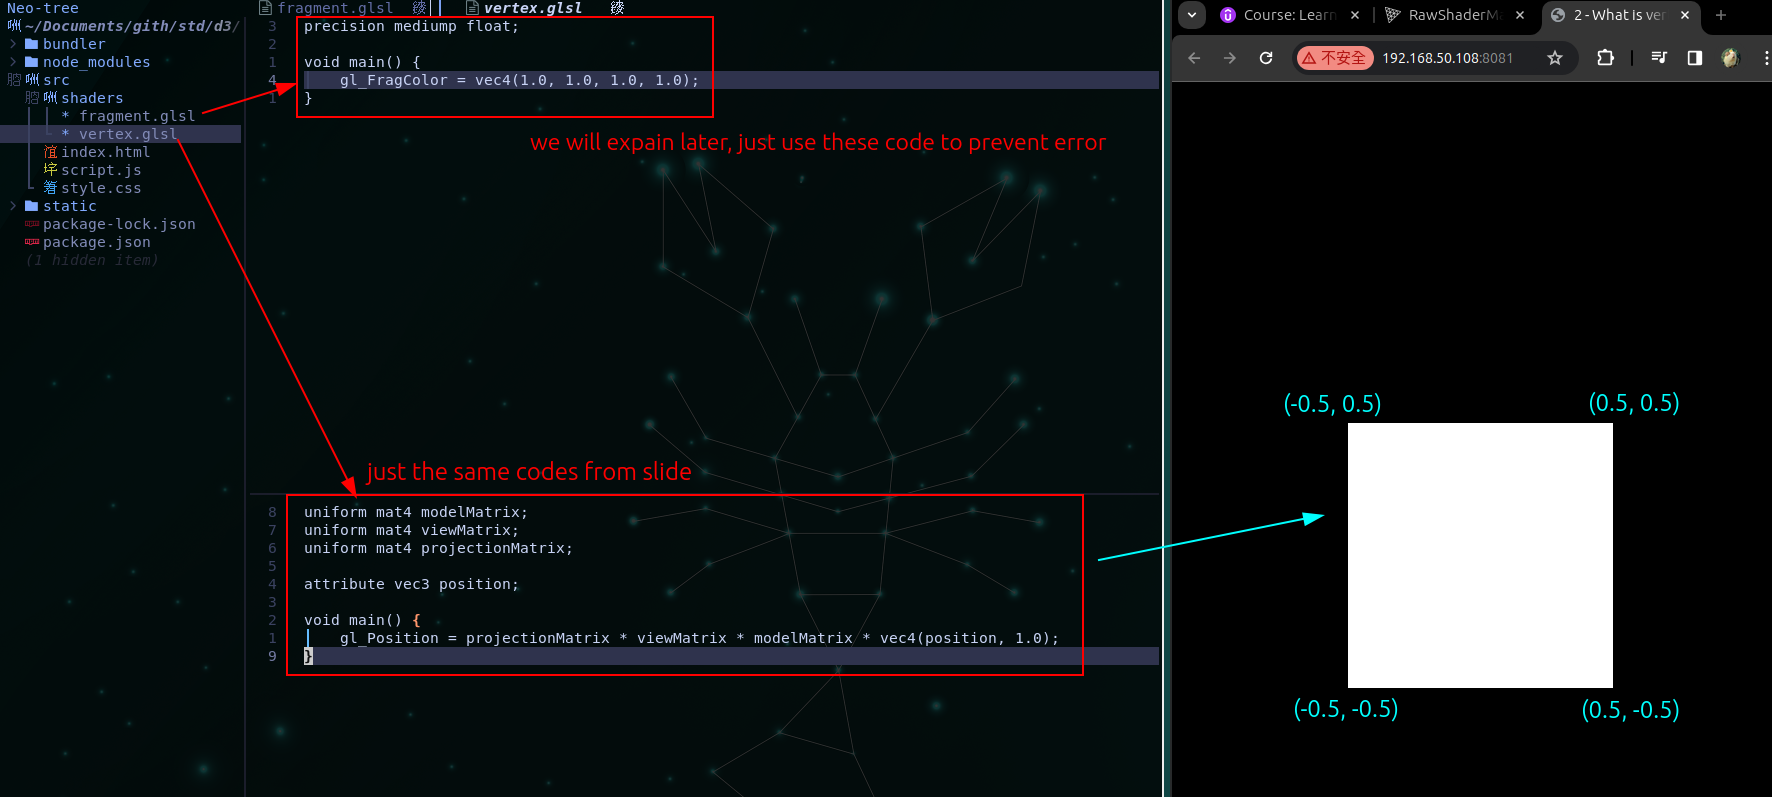 Neo-tree
~/Documents/gith/std/d3/
bundler
node_modules
src
shaders
* fragment.glsl
* vertex.glsl
index.html
script.js
style.css
static
package-lock.json
package.json
(1 hidden item)
fragment.glsl
vertex.glsl
3 precision mediump float;
2
1 void main() {
4 gl_FragColor = vec4(1.0, 1.0, 1.0, 1.0);
1 }
we will expain later, just use these code to prevent error
just the same codes from slide
8 uniform mat4 modelMatrix;
7 uniform mat4 viewMatrix;
6 uniform mat4 projectionMatrix;
5
4 attribute vec3 position;
3
2 void main() {
1 gl_Position = projectionMatrix * viewMatrix * modelMatrix * vec4(position, 1.0);
9 }
Course: Learn
RawShaderMa
2 - What is ver
不安全
192.168.50.108:8081
(-0.5, 0.5)
(0.5, 0.5)
(-0.5, -0.5)
(0.5, -0.5)